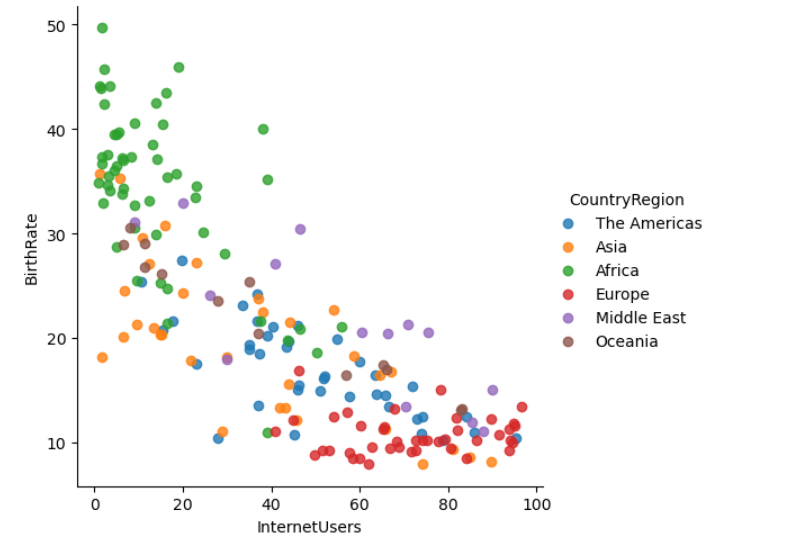 50
40
30
20
10
BirthRate
0 20 40 60 80 100
InternetUsers
CountryRegion
The Americas
Asia
Africa
Europe
Middle East
Oceania